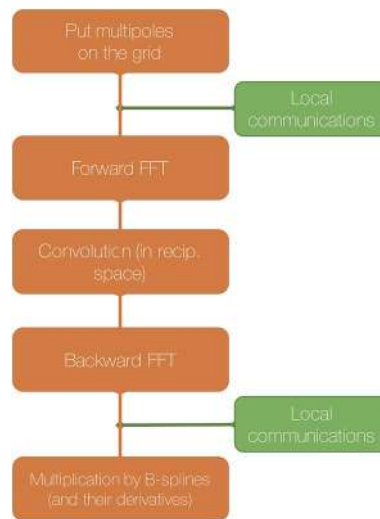 Put multipoles
on the grid
Local
communications
Forward FFT
Convolution (in recip.
space)
Backward FFT
Local
communications
Multiplication by B-splines
(and their derivatives)